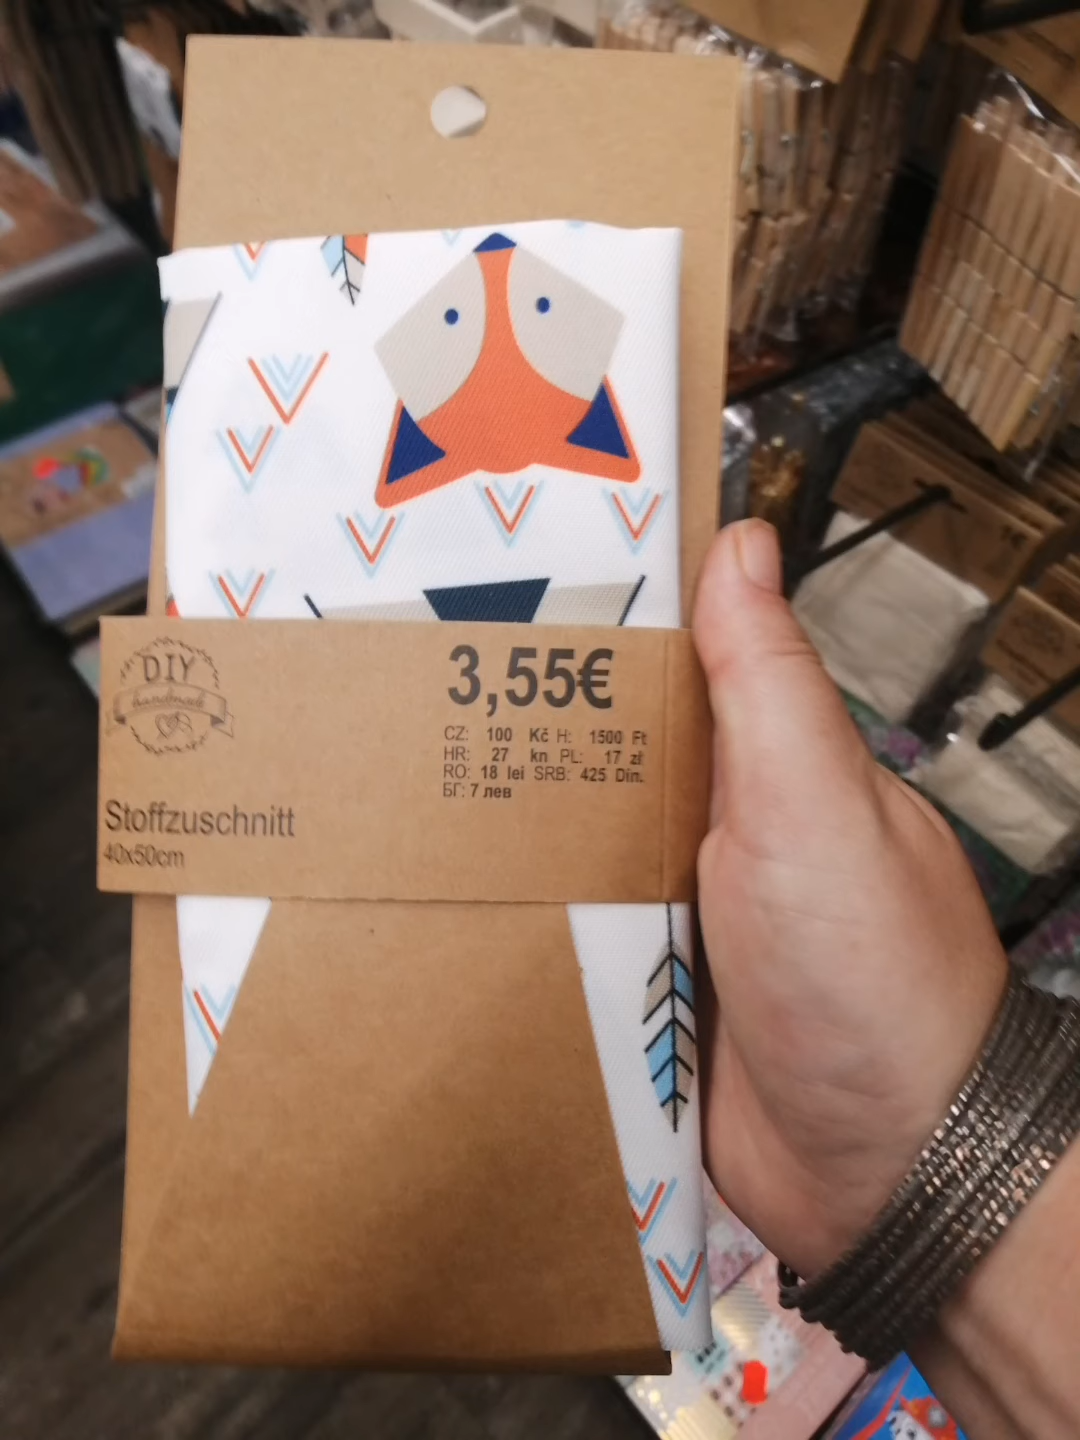 DIY
handmade
3,55€
CZ: 100 Kč H: 1500 Ft
HR: 27 kn PL: 17 zł
RO: 18 lei SRB: 425 Din.
БГ: 7 лев
Stoffzuschnitt
40x50cm
1€